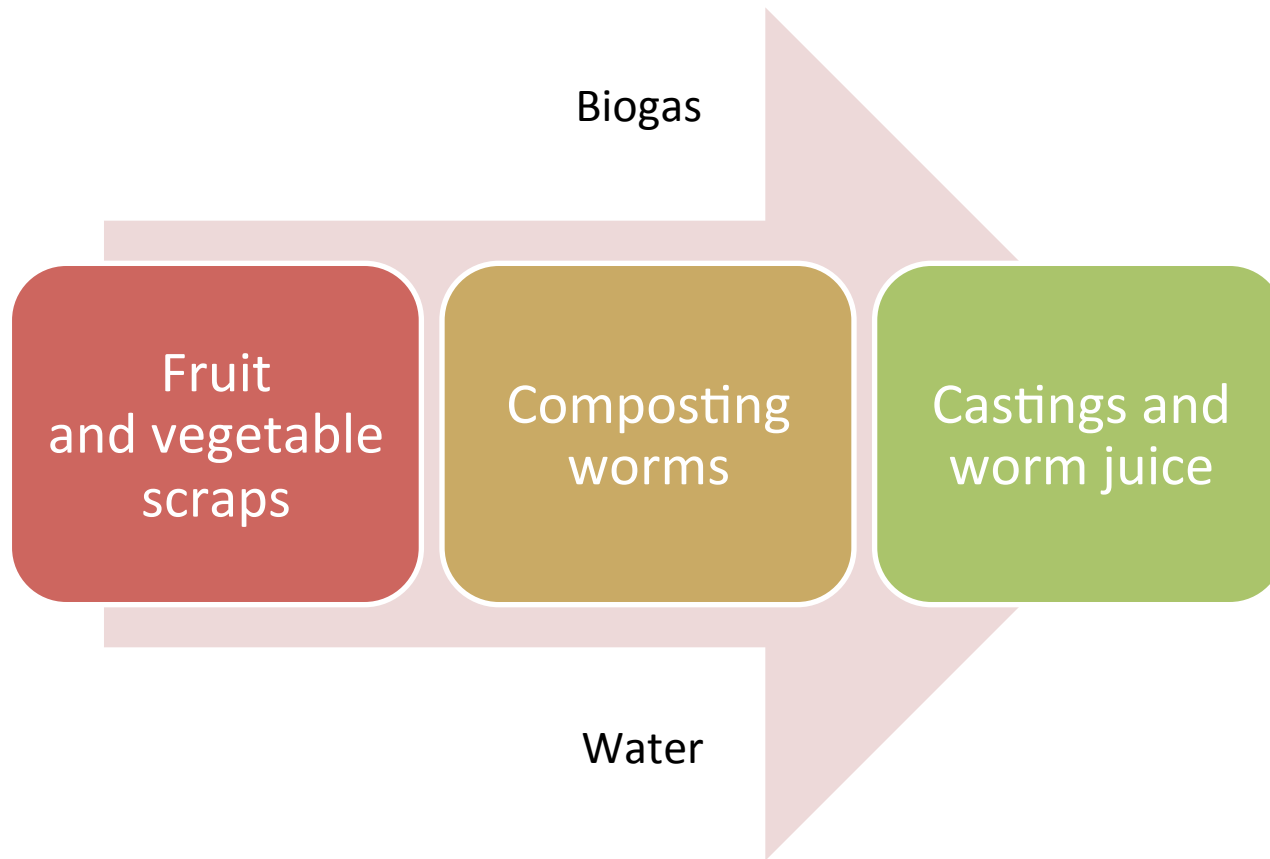 Biogas
Fruit
and vegetable
scraps
Composting
worms
Castings and
worm juice
Water